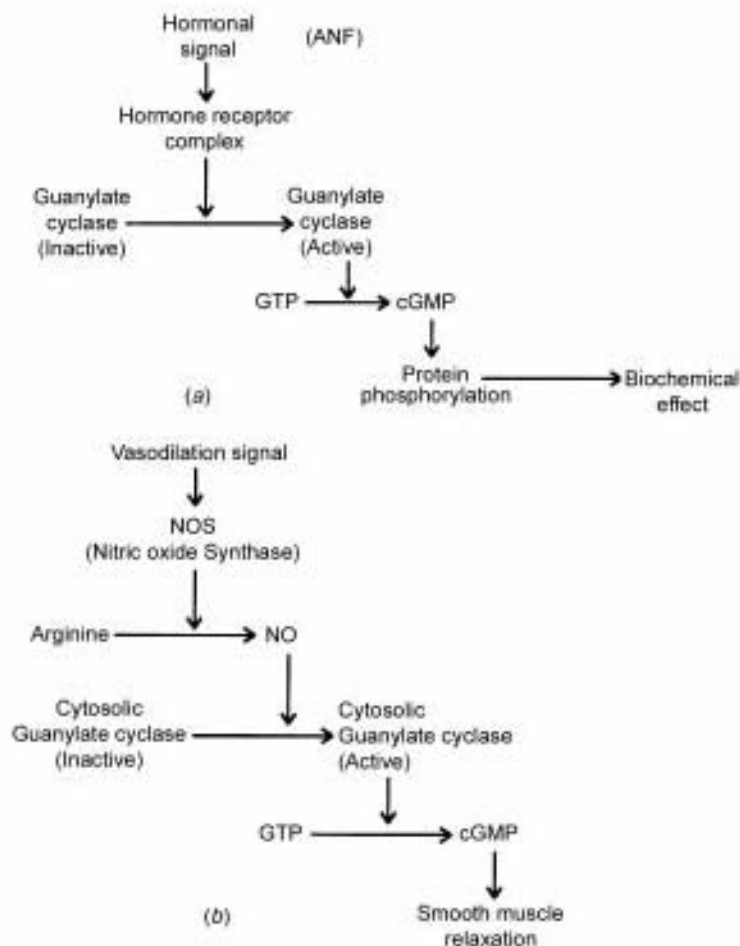 Hormonal
signal
(ANF)
Hormone receptor
complex
Guanylate
cyclase
(Inactive)
Guanylate
cyclase
(Active)
GTP
cGMP
Protein
phosphorylation
Biochemical
effect
(a)
Vasodilation signal
NOS
(Nitric oxide Synthase)
Arginine
NO
Cytosolic
Guanylate cyclase
(Inactive)
Cytosolic
Guanylate cyclase
(Active)
GTP
cGMP
Smooth muscle
relaxation
(b)